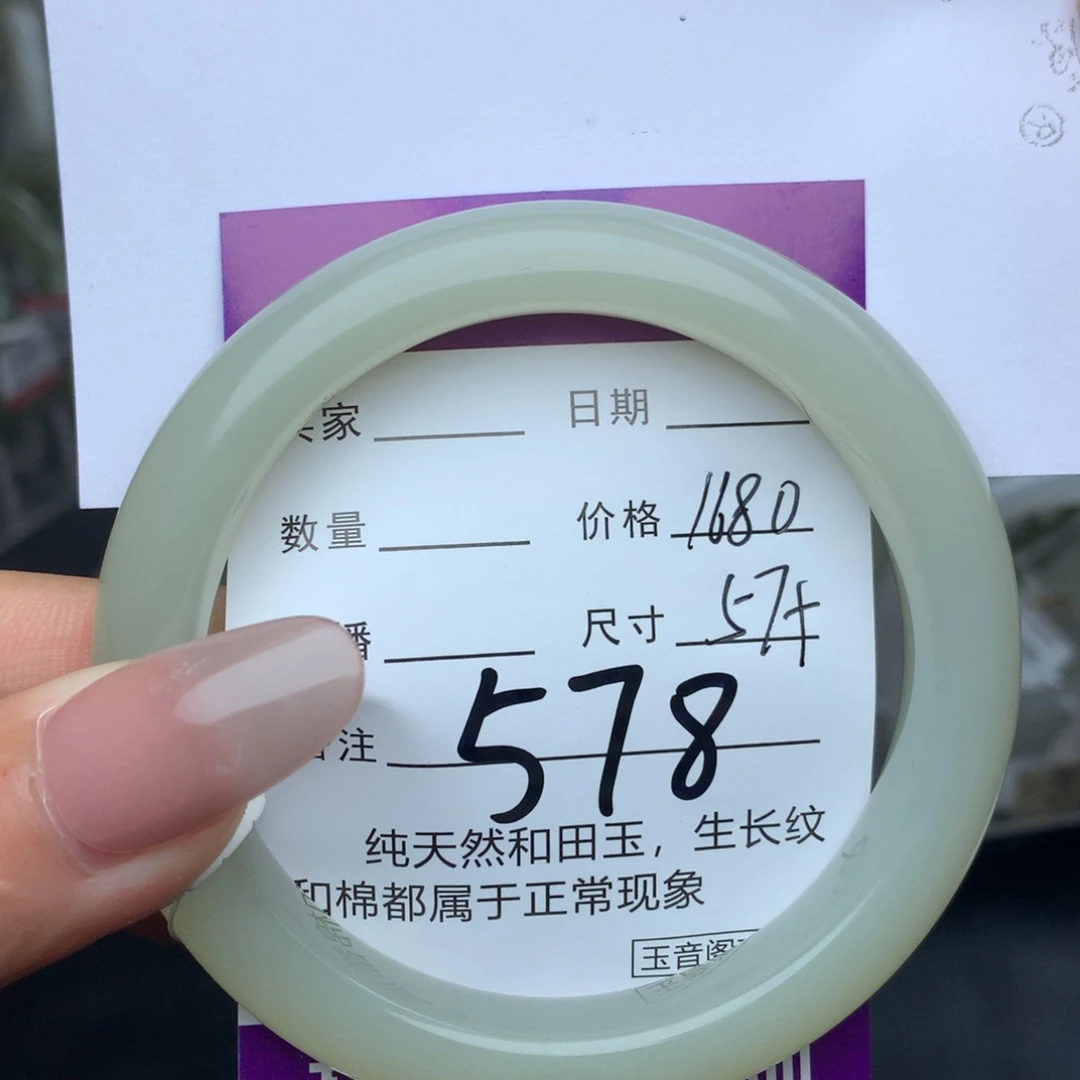 家 日期
数量 价格 1680
播 尺寸 57+
注 578
纯天然和田玉，生长纹
和棉都属于正常现象
玉音阁